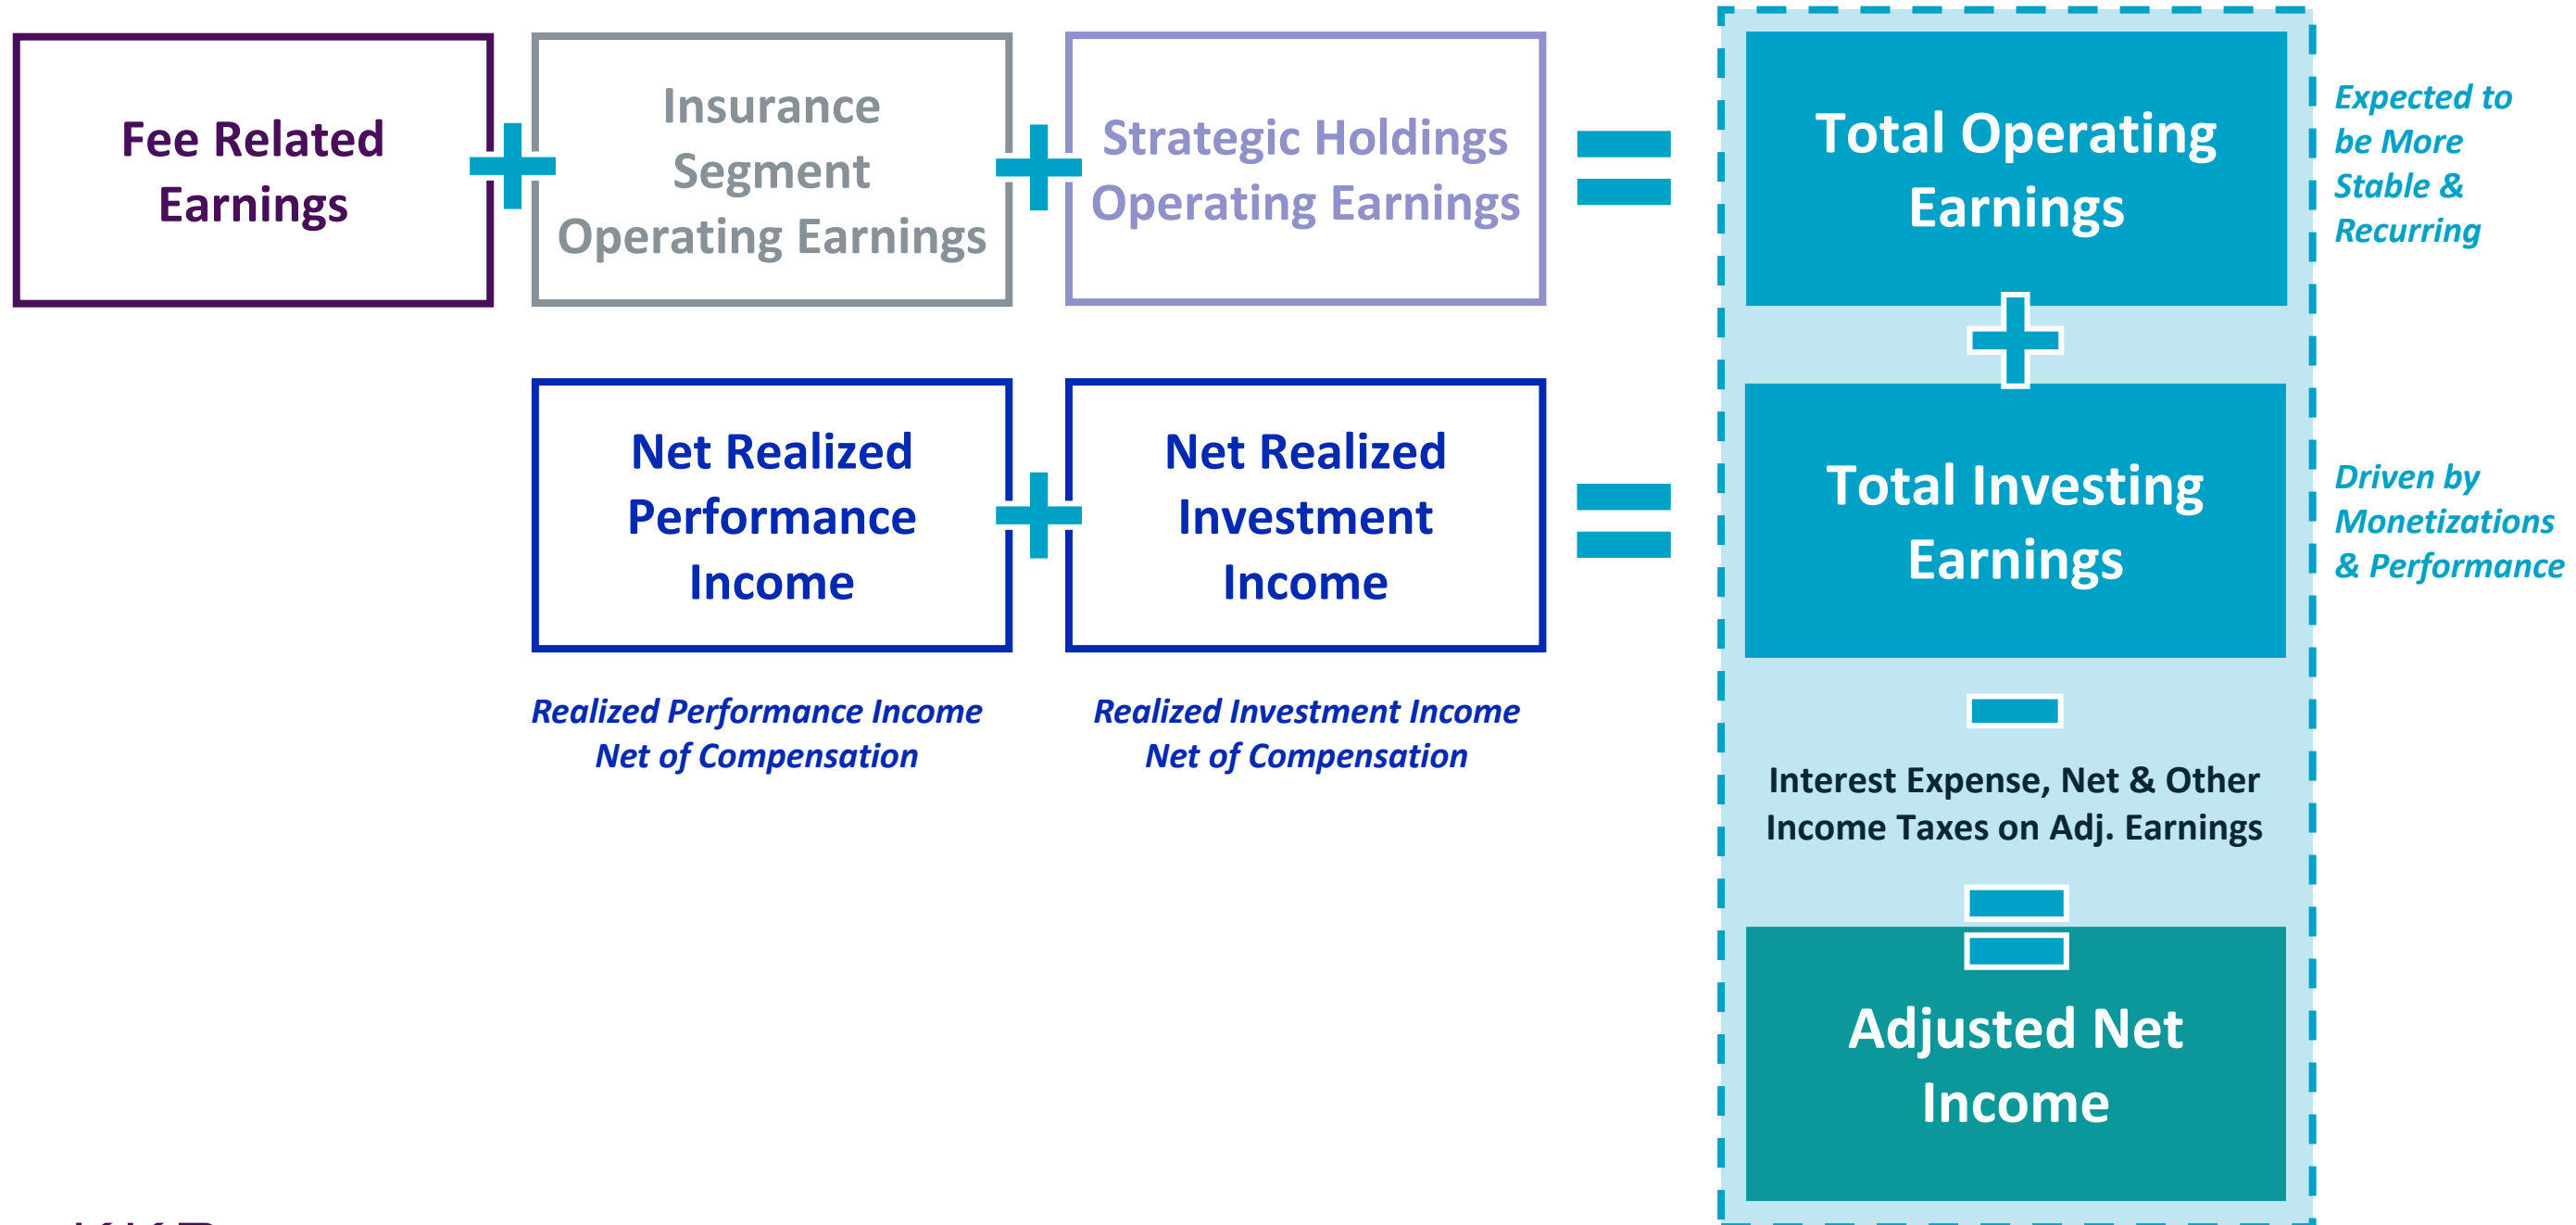 Fee Related
Earnings
Insurance
Segment
Operating Earnings
Strategic Holdings
Operating Earnings
Total Operating
Earnings
Expected to
be More
Stable &
Recurring
Net Realized
Performance
Income
Net Realized
Investment
Income
Total Investing
Earnings
Driven by
Monetizations
& Performance
Realized Performance Income
Net of Compensation
Realized Investment Income
Net of Compensation
Interest Expense, Net & Other
Income Taxes on Adj. Earnings
Adjusted Net
Income